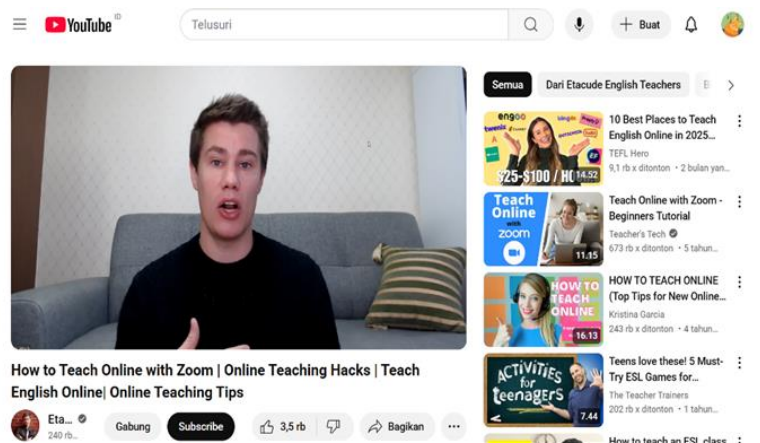 YouTube ID
Telusuri
Buat
How to Teach Online with Zoom | Online Teaching Hacks | Teach
English Online| Online Teaching Tips
Eta...
240 rb...
Gabung
Subscribe
3,5 rb
Bagikan
Semua
Dari Etacude English Teachers
engoo
$25-$100 / HO
14.52
10 Best Places to Teach
English Online in 2025...
TEFL Hero
9,1 rb x ditonton • 2 bulan yan...
Teach
Online
with
zoom
11.15
Teach Online with Zoom -
Beginners Tutorial
Teacher's Tech
673 rb x ditonton • 5 tahun...
HOW TO
TEACH
ONLINE
16:13
HOW TO TEACH ONLINE
(Top Tips for New Online...
Kristina Garcia
243 rb x ditonton • 4 tahun...
ACTIVITIES
for
teenagers
7.44
Teens love these! 5 Must-
Try ESL Games for...
The Teacher Trainers
202 rb x ditonton • 1 tahun...
How to teach an ESL class